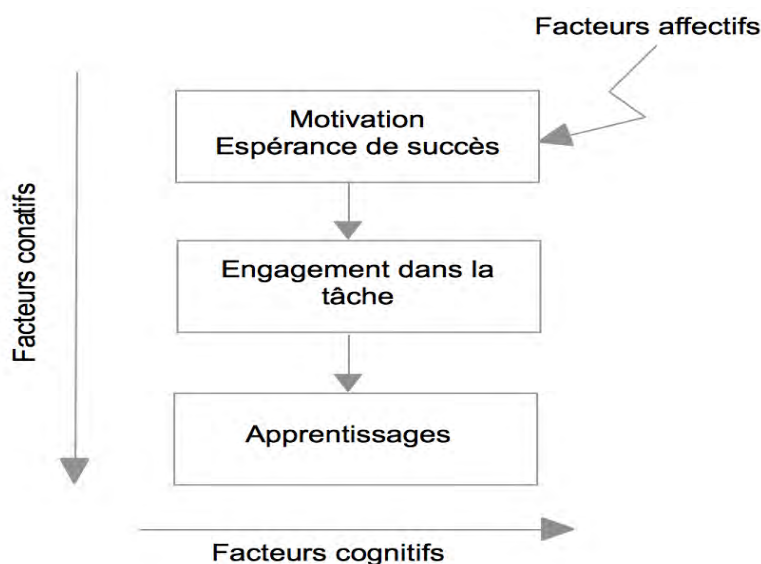 Facteurs affectifs
Motivation
Espérance de succès
Facteurs conatifs
Engagement dans la
tâche
Apprentissages
Facteurs cognitifs